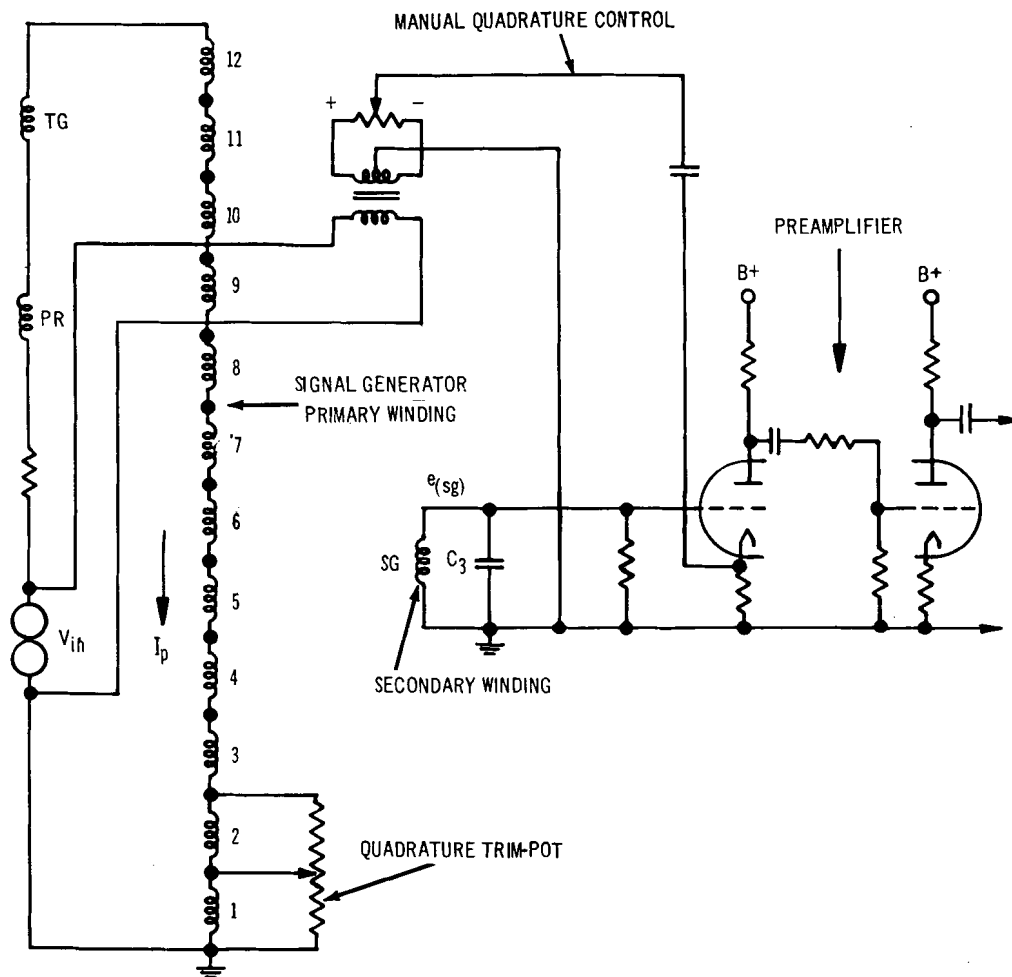 MANUAL QUADRATURE CONTROL
12
TG
+
−
11
10
PREAMPLIFIER
B+
B+
9
PR
8
SIGNAL GENERATOR
PRIMARY WINDING
7
e(sg)
6
SG
C3
5
Vih
Ip
4
SECONDARY WINDING
3
2
QUADRATURE TRIM-POT
1